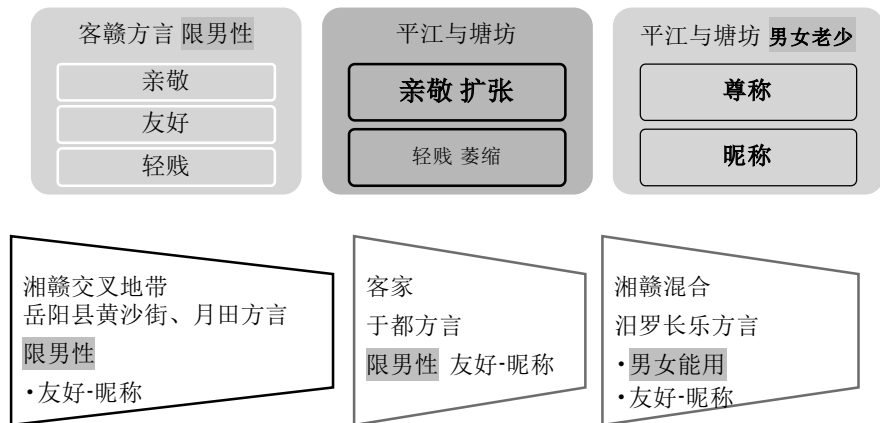 客赣方言 限男性
亲敬
友好
轻贱
平江与塘坊
亲敬 扩张
轻贱 萎缩
平江与塘坊 男女老少
尊称
昵称
湘赣交叉地带
岳阳县黄沙街、月田方言
限男性
•友好-昵称
客家
于都方言
限男性 友好-昵称
湘赣混合
汨罗长乐方言
•男女能用
•友好-昵称